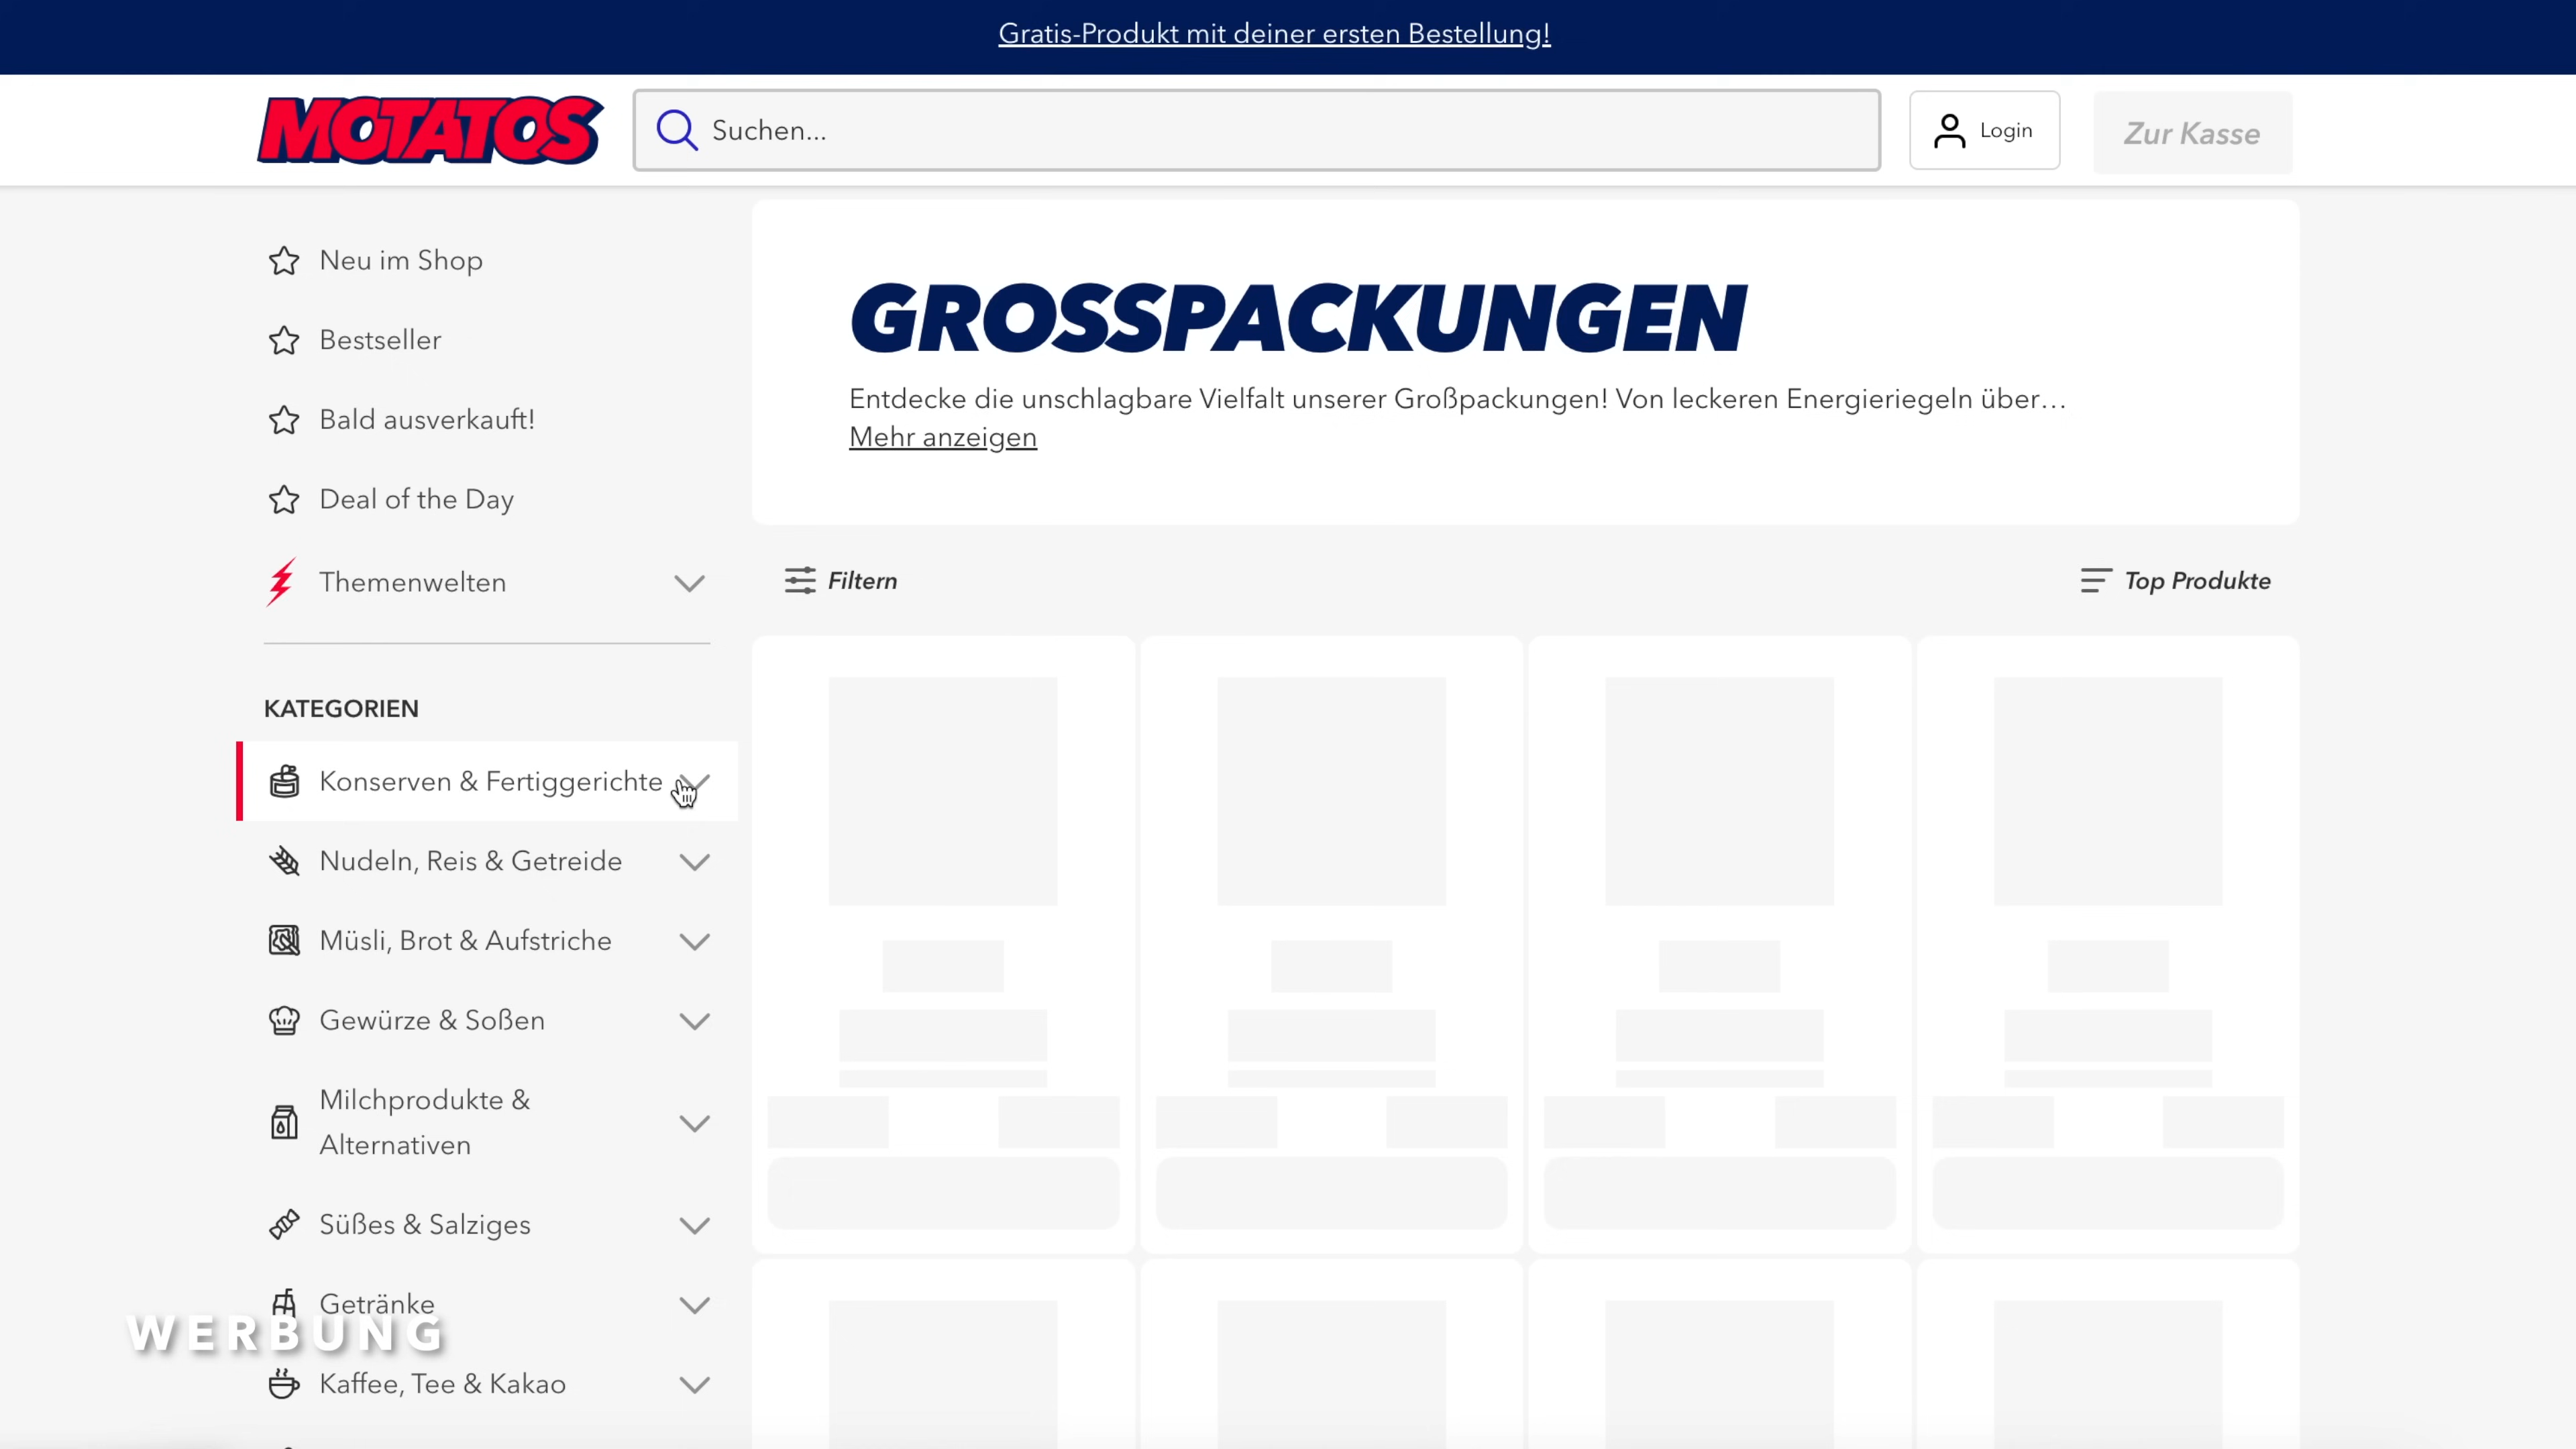 Gratis-Produkt mit deiner ersten Bestellung!
MOTATOS
Suchen...
Login
Zur Kasse
Neu im Shop
Bestseller
Bald ausverkauft!
Deal of the Day
Themenwelten
KATEGORIEN
Konserven & Fertiggerichte
Nudeln, Reis & Getreide
Müsli, Brot & Aufstriche
Gewürze & Soßen
Milchprodukte &
Alternativen
Süßes & Salziges
Getränke
WERBUNG
Kaffee, Tee & Kakao
GROSSPACKUNGEN
Entdecke die unschlagbare Vielfalt unserer Großpackungen! Von leckeren Energieriegeln über...
Mehr anzeigen
Filtern
Top Produkte